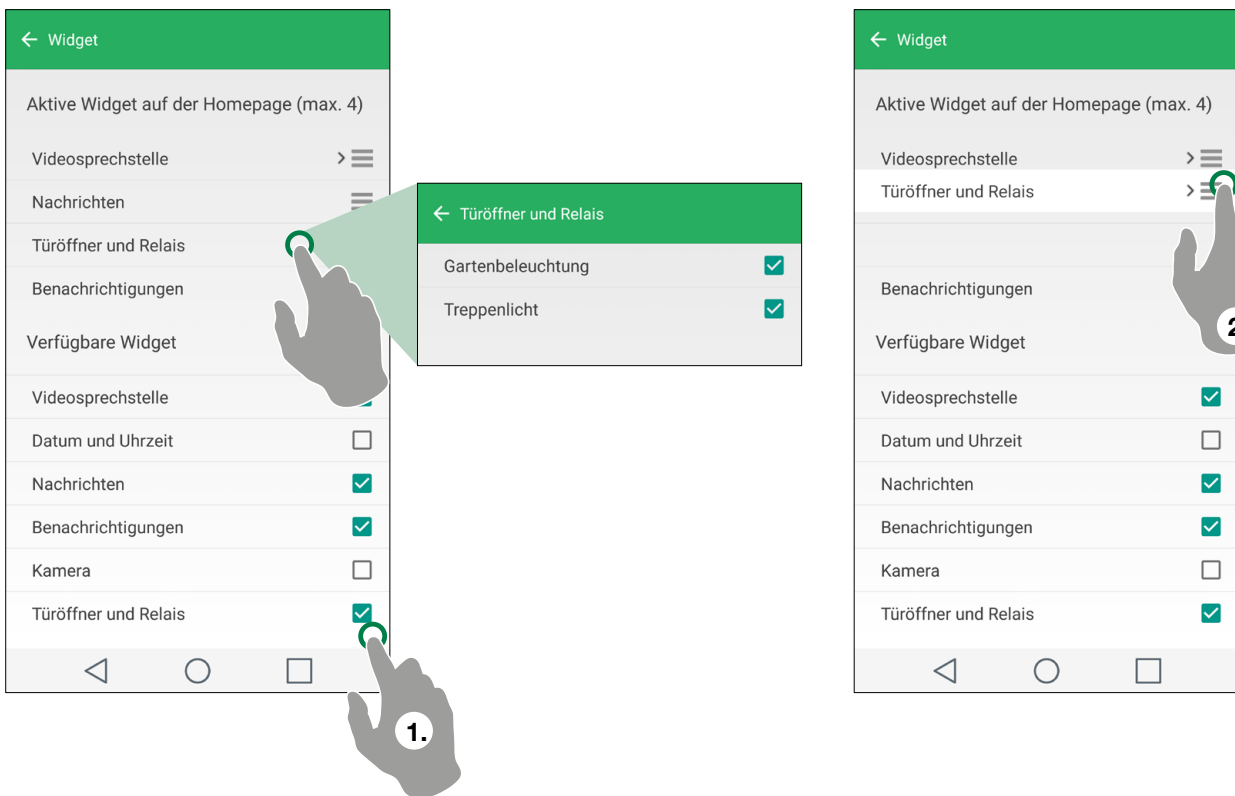 Widget
Aktive Widget auf der Homepage (max. 4)
Videosprechstelle
Nachrichten
Türöffner und Relais
Benachrichtigungen
Verfügbare Widget
Videosprechstelle
Datum und Uhrzeit
Nachrichten
Benachrichtigungen
Kamera
Türöffner und Relais
1.
Türöffner und Relais
Gartenbeleuchtung
Treppenlicht
Widget
Aktive Widget auf der Homepage (max. 4)
Videosprechstelle
Türöffner und Relais
Benachrichtigungen
2
Verfügbare Widget
Videosprechstelle
Datum und Uhrzeit
Nachrichten
Benachrichtigungen
Kamera
Türöffner und Relais